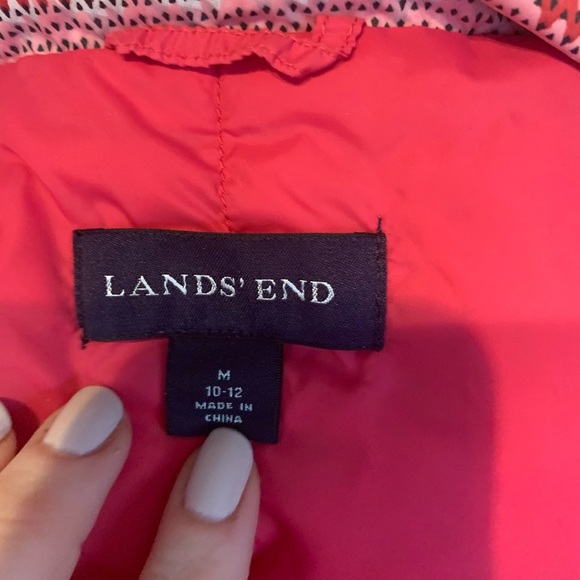 LANDS' END
M
10-12
MADE IN
CHINA